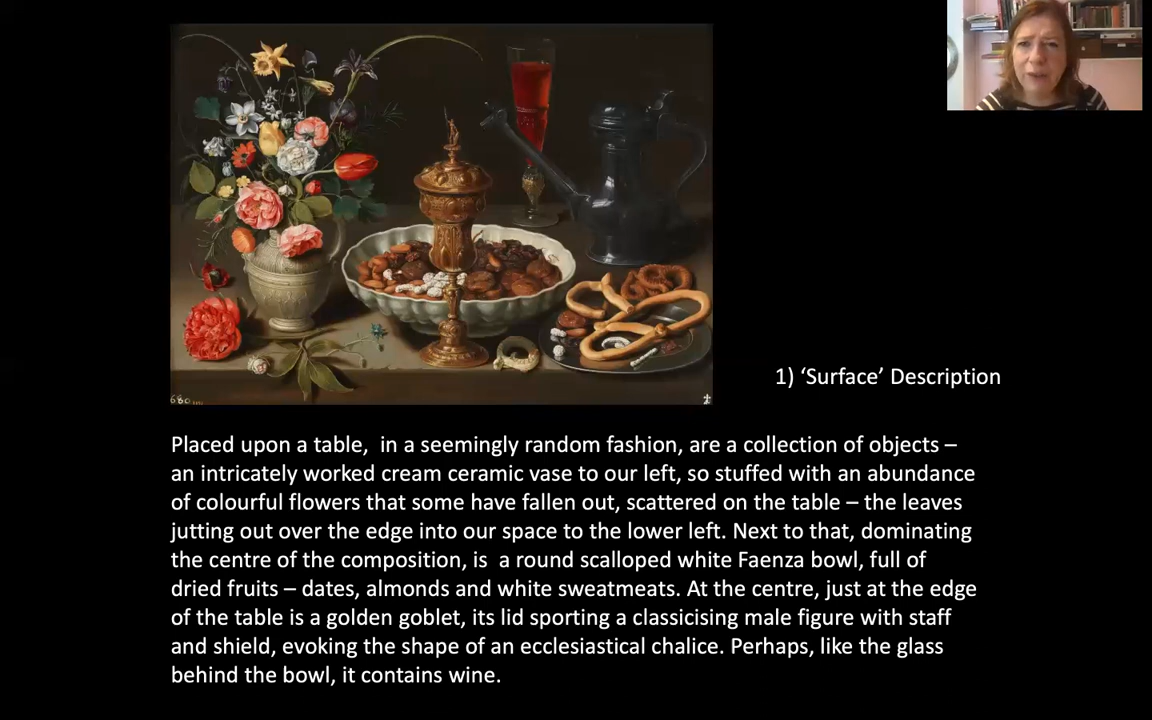 680
1) ‘Surface’ Description
Placed upon a table,  in a seemingly random fashion, are a collection of objects –
an intricately worked cream ceramic vase to our left, so stuffed with an abundance
of colourful flowers that some have fallen out, scattered on the table – the leaves
jutting out over the edge into our space to the lower left. Next to that, dominating
the centre of the composition, is  a round scalloped white Faenza bowl, full of
dried fruits – dates, almonds and white sweatmeats. At the centre, just at the edge
of the table is a golden goblet, its lid sporting a classicising male figure with staff
and shield, evoking the shape of an ecclesiastical chalice. Perhaps, like the glass
behind the bowl, it contains wine.